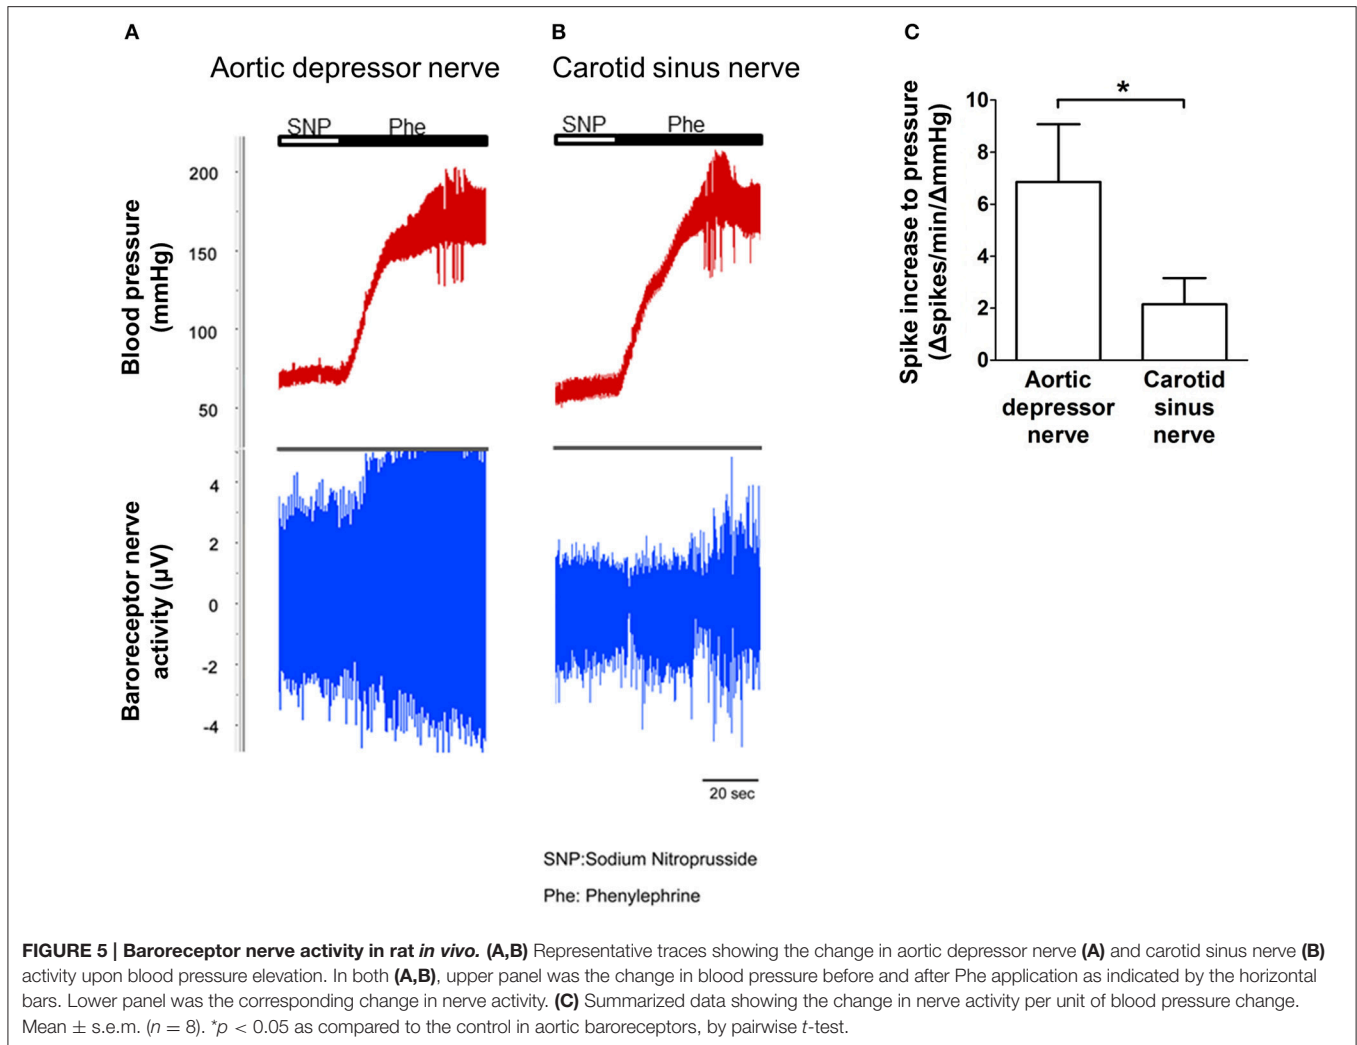 A
Aortic depressor nerve
SNP Phe
200
150
100
50
Blood pressure
(mmHg)
4
2
0
-2
-4
Baroreceptor nerve
activity (µV)
B
Carotid sinus nerve
SNP Phe
20 sec
SNP:Sodium Nitroprusside
Phe: Phenylephrine
C
*
10
8
6
4
2
0
Spike increase to pressure
(Δspikes/min/ΔmmHg)
Aortic
depressor
nerve
Carotid
sinus
nerve
FIGURE 5 | Baroreceptor nerve activity in rat in vivo. (A,B) Representative traces showing the change in aortic depressor nerve (A) and carotid sinus nerve (B)
activity upon blood pressure elevation. In both (A,B), upper panel was the change in blood pressure before and after Phe application as indicated by the horizontal
bars. Lower panel was the corresponding change in nerve activity. (C) Summarized data showing the change in nerve activity per unit of blood pressure change.
Mean ± s.e.m. (n = 8). *p < 0.05 as compared to the control in aortic baroreceptors, by pairwise t-test.